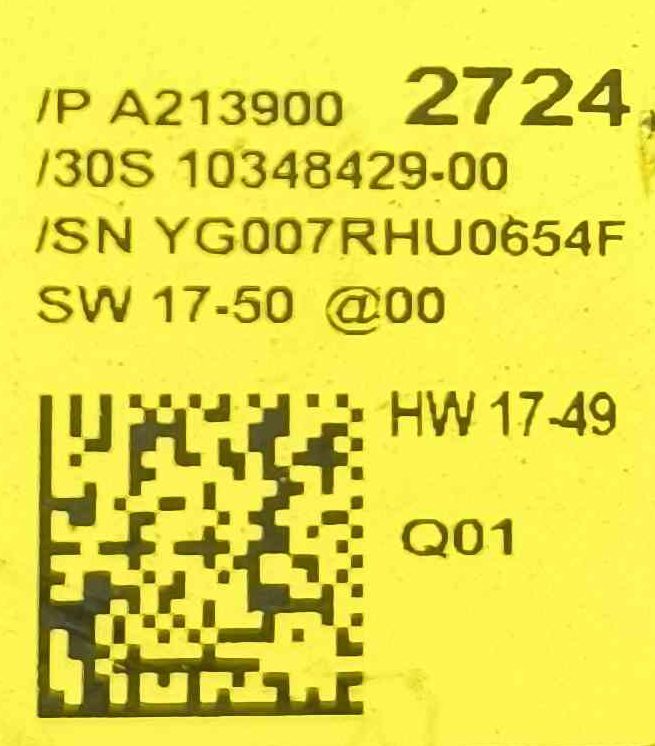 /P A213900 2724
/30S 10348429-00
/SN YG007RHU0654F
SW 17-50 @00
HW 17-49
Q01